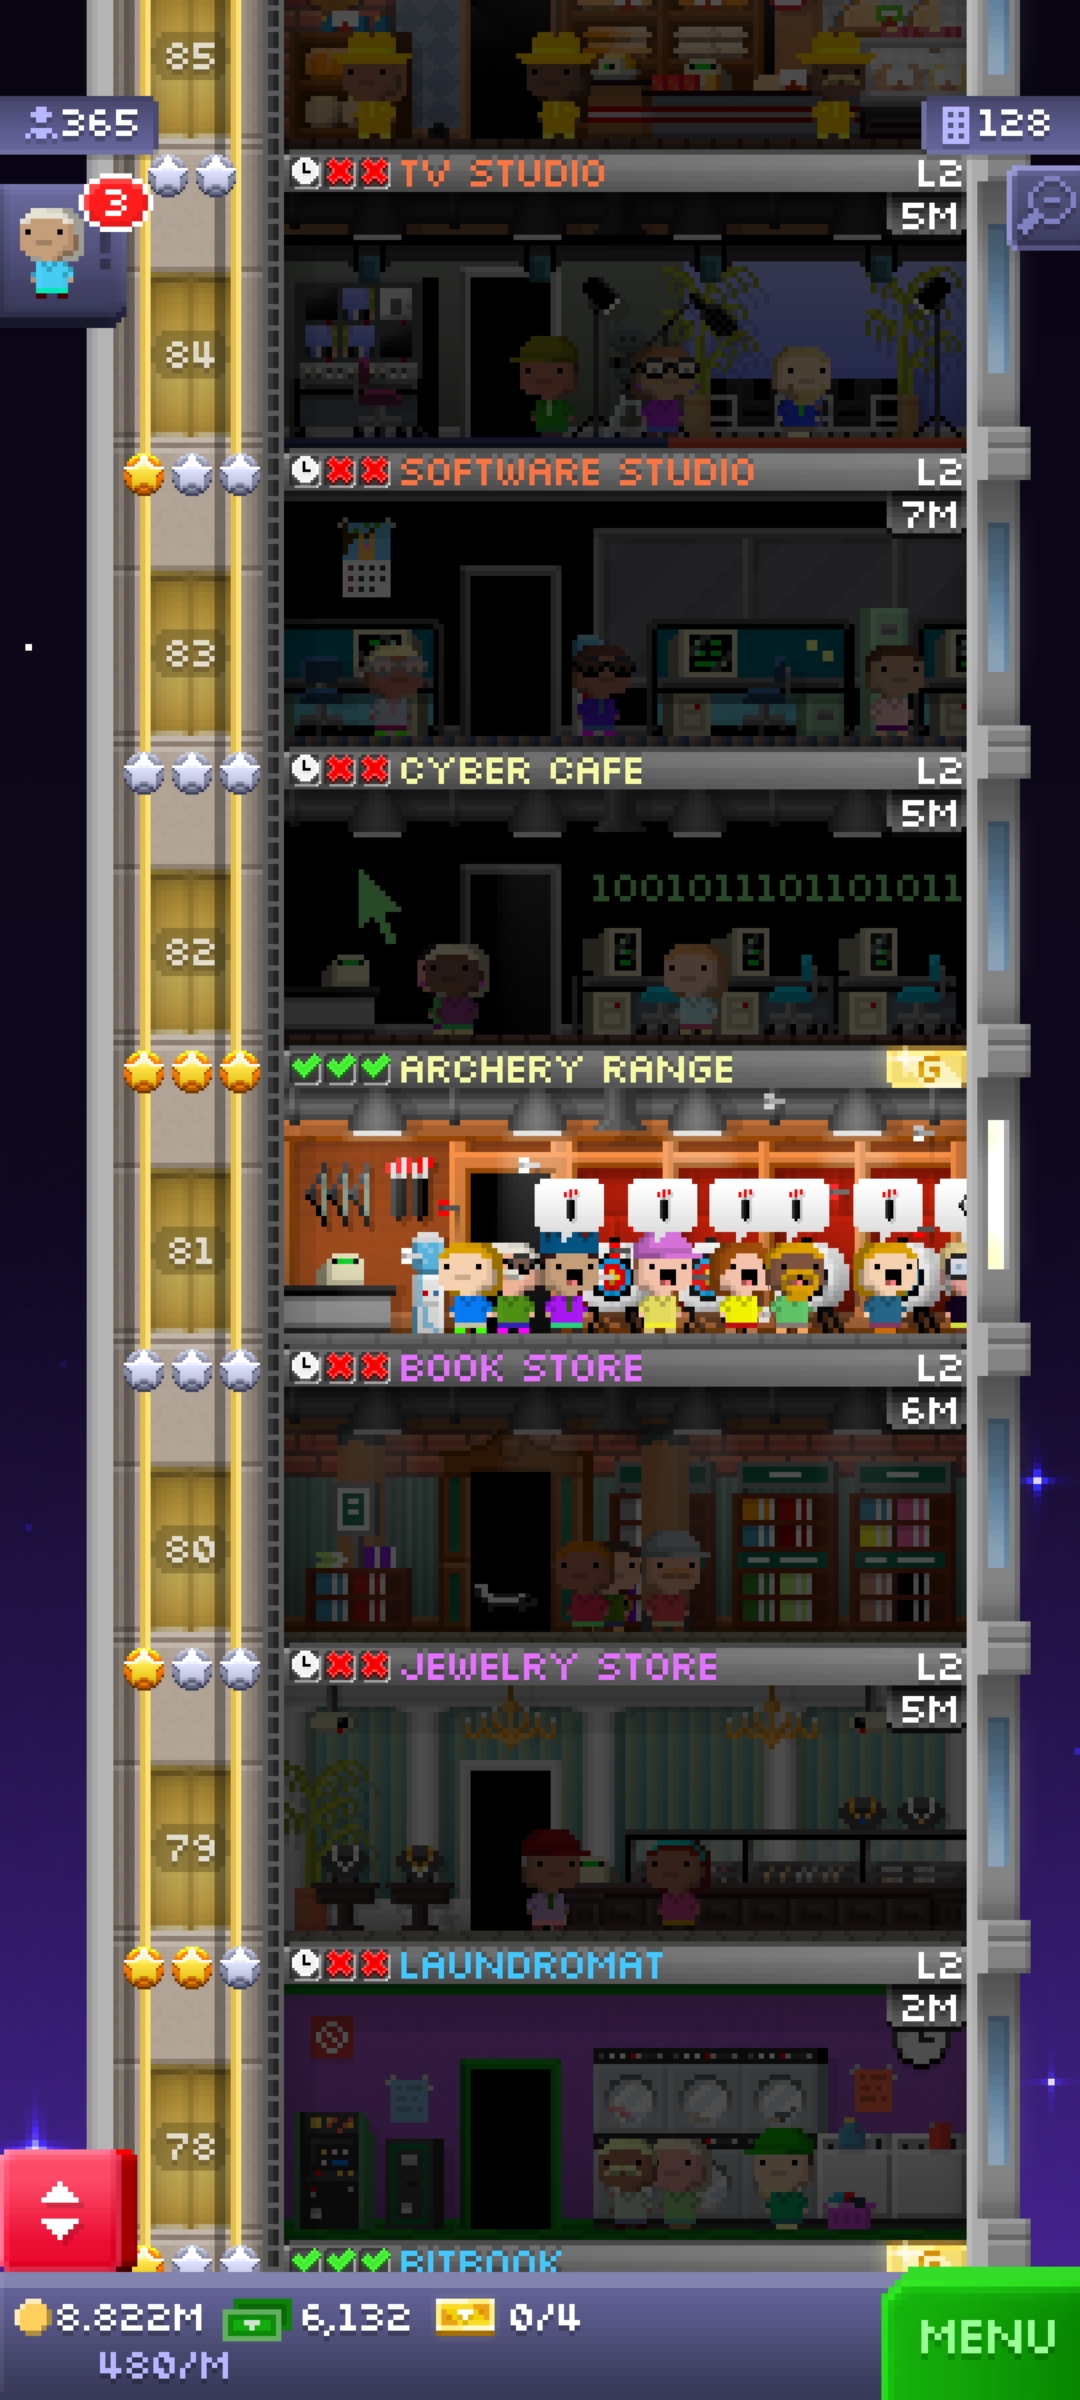 85
365
128
TV STUDIO L2
3
5M
84
SOFTWARE STUDIO L2
7M
83
CYBER CAFE L2
5M
1001011101101011
82
ARCHERY RANGE G
81
BOOK STORE L2
6M
80
JEWELRY STORE L2
5M
79
LAUNDROMAT L2
2M
78
BITBOOK G
8.822M 6,132 0/4
480/M
MENU